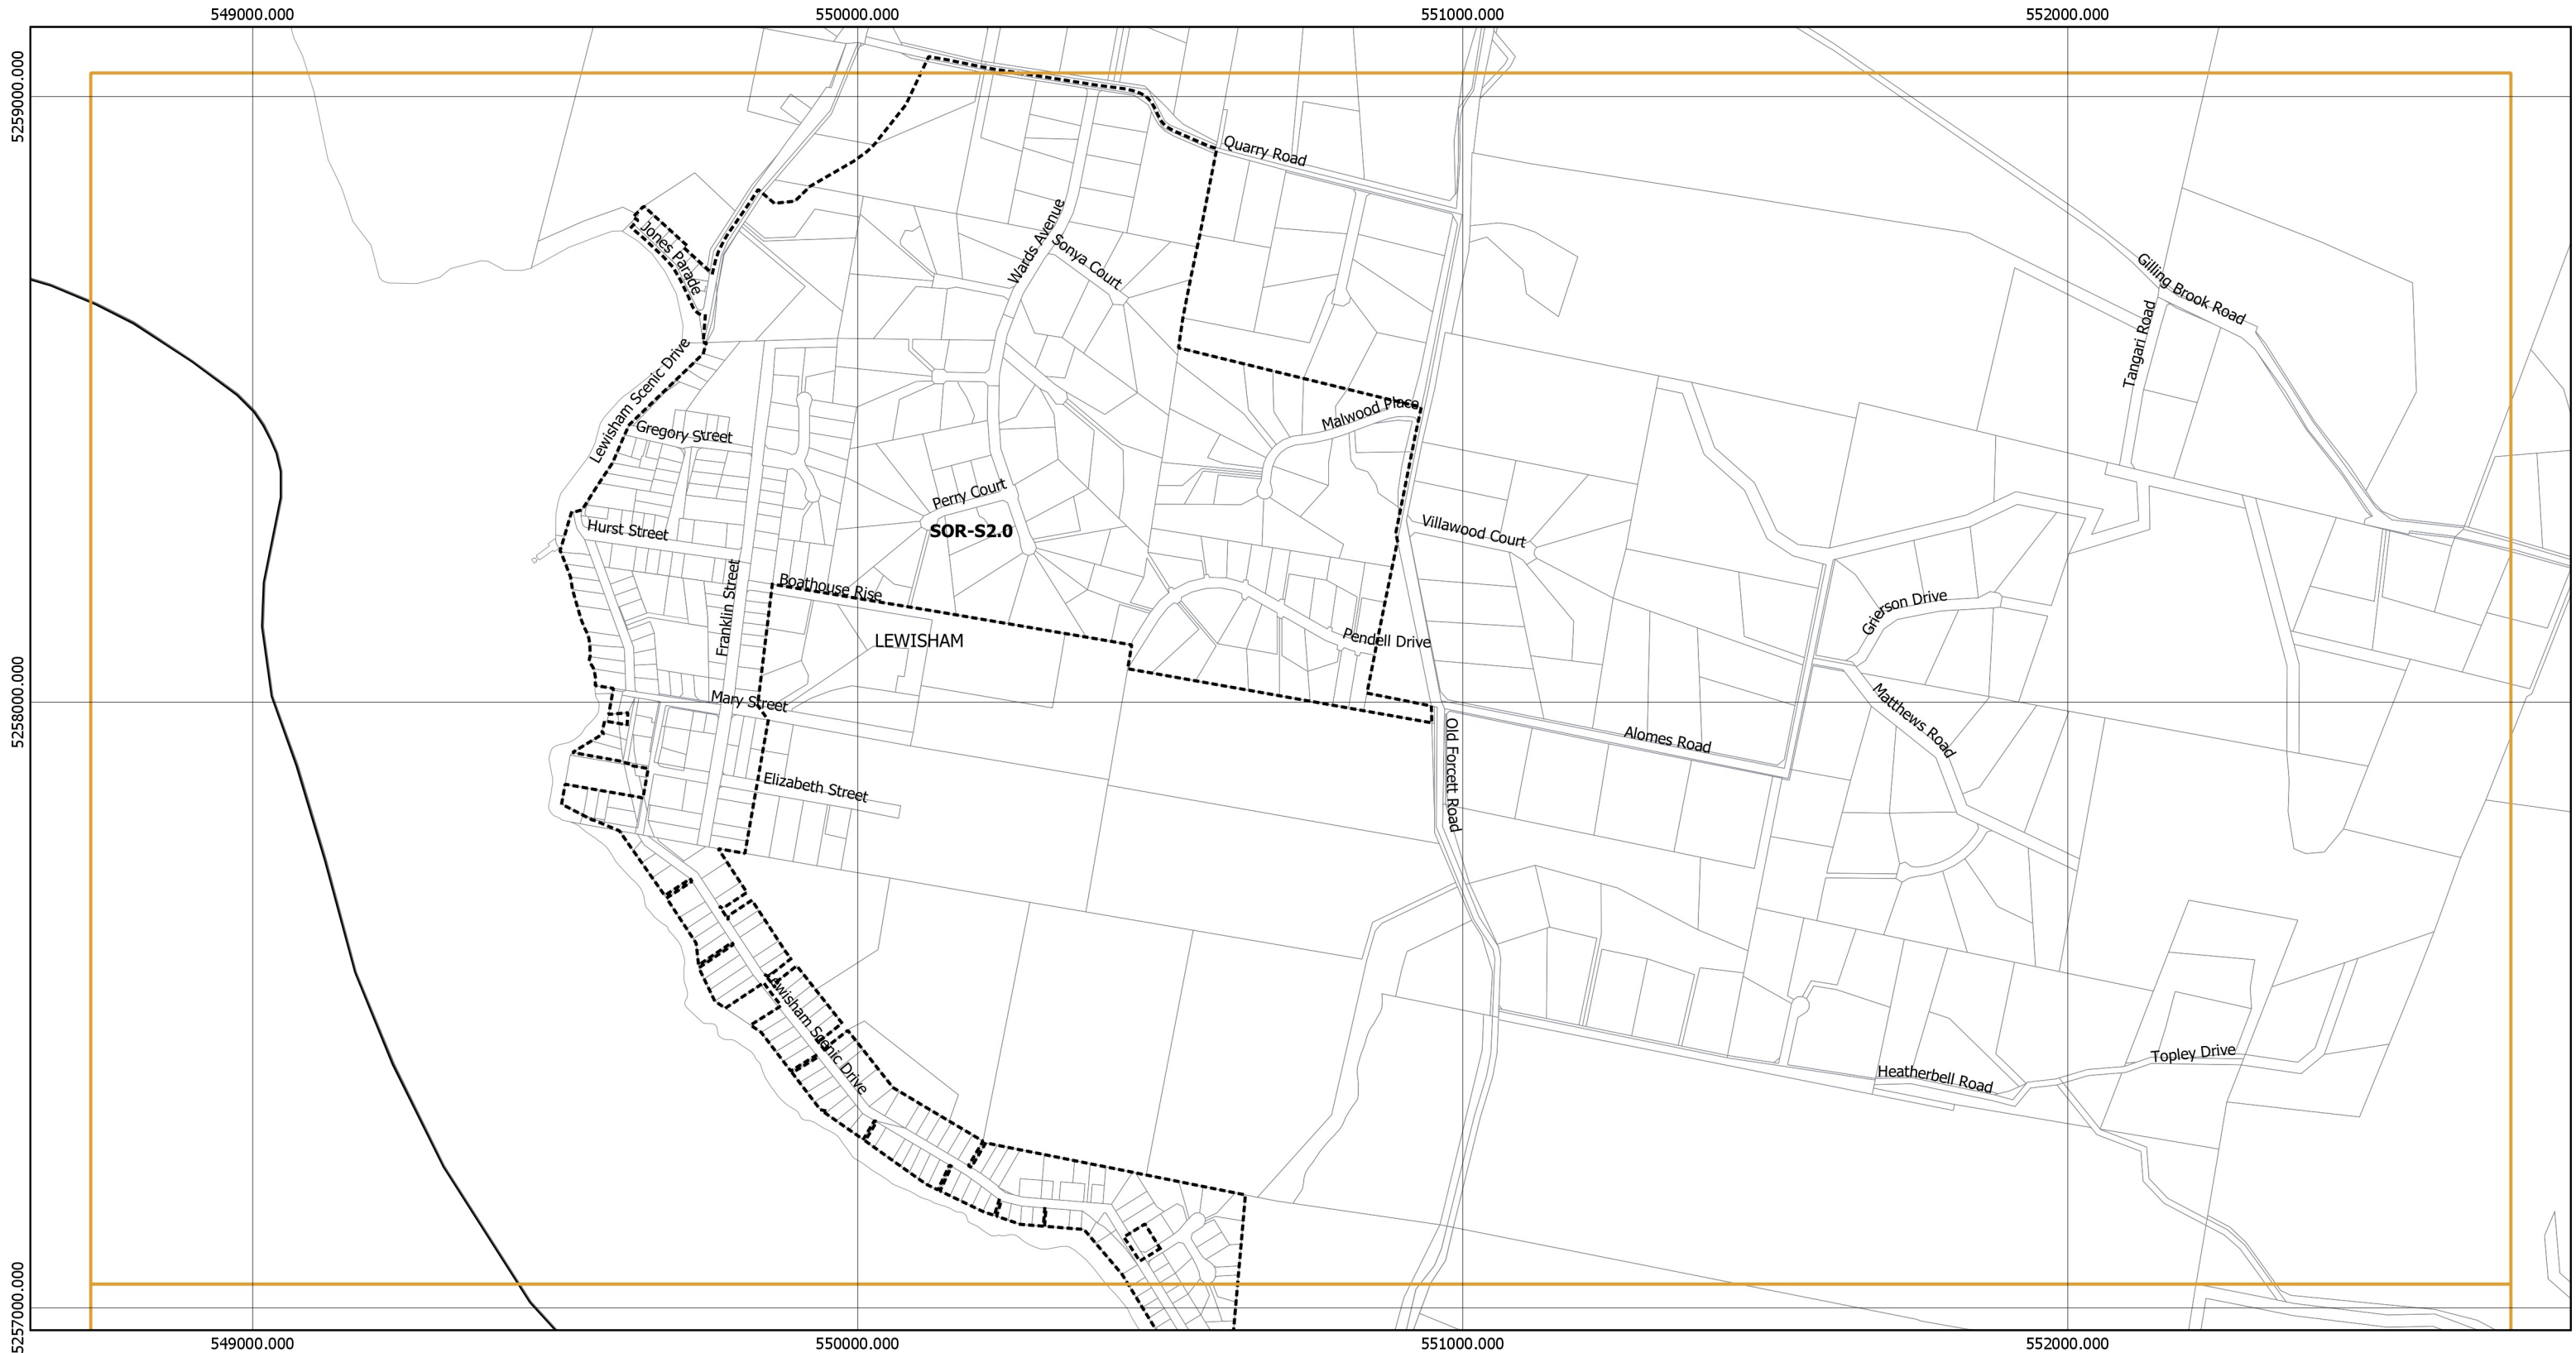 549000.000
550000.000
551000.000
552000.000
5259000.000
Quarry Road
Wards Avenue
Jones Parade
Sonya Court
Gilling Brook Road
Tangari Road
Lewisham Scenic Drive
Malwood Place
Gregory Street
Perry Court
Hurst Street
SOR-S2.0
Villawood Court
Boathouse Rise
Franklin Street
Grierson Drive
LEWISHAM
Pendell Drive
5258000.000
Mary Street
Matthews Road
Old Forcett Road
Alomes Road
Elizabeth Street
Lewisham Scenic Drive
Topley Drive
Heatherbell Road
5257000.000
549000.000
550000.000
551000.000
552000.000